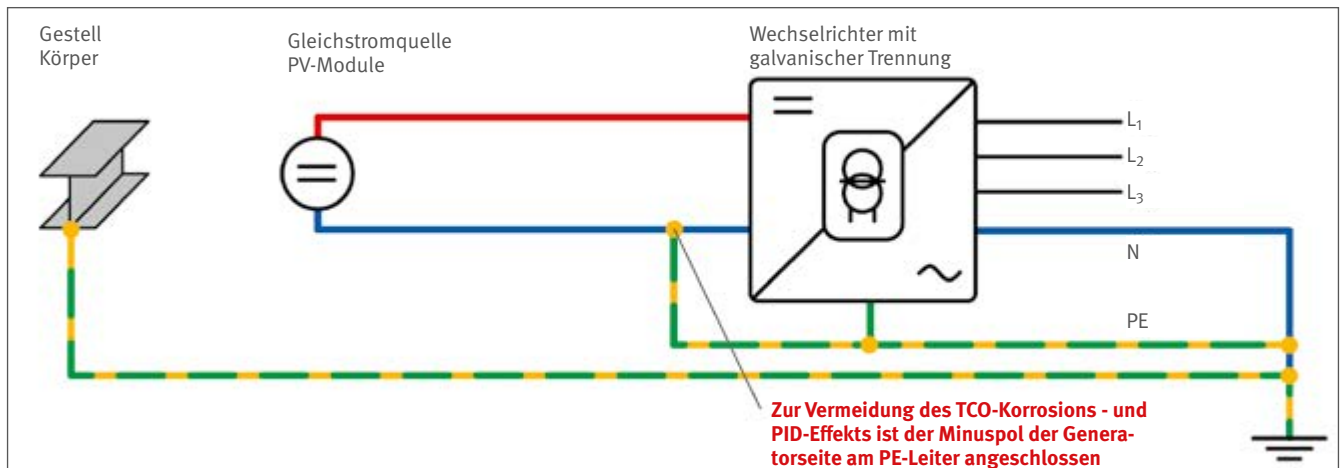 Gestell
Körper
Gleichstromquelle
PV-Module
Wechselrichter mit
galvanischer Trennung
L₁
L₂
L₃
N
PE
Zur Vermeidung des TCO-Korrosions - und
PID-Effekts ist der Minuspol der Genera-
torseite am PE-Leiter angeschlossen